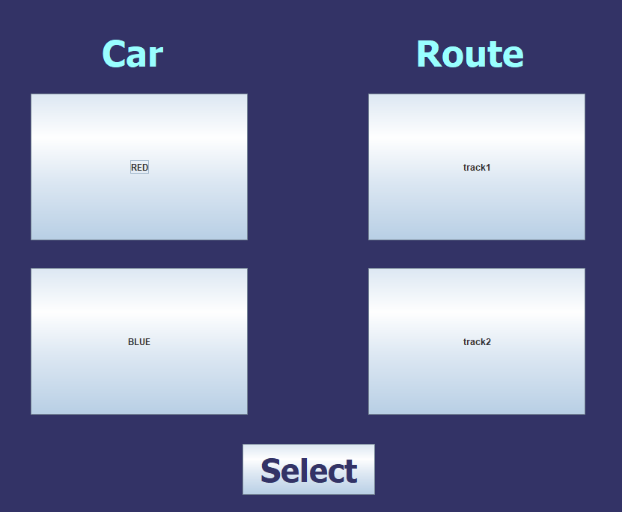 Car
Route
RED
track1
BLUE
track2
Select